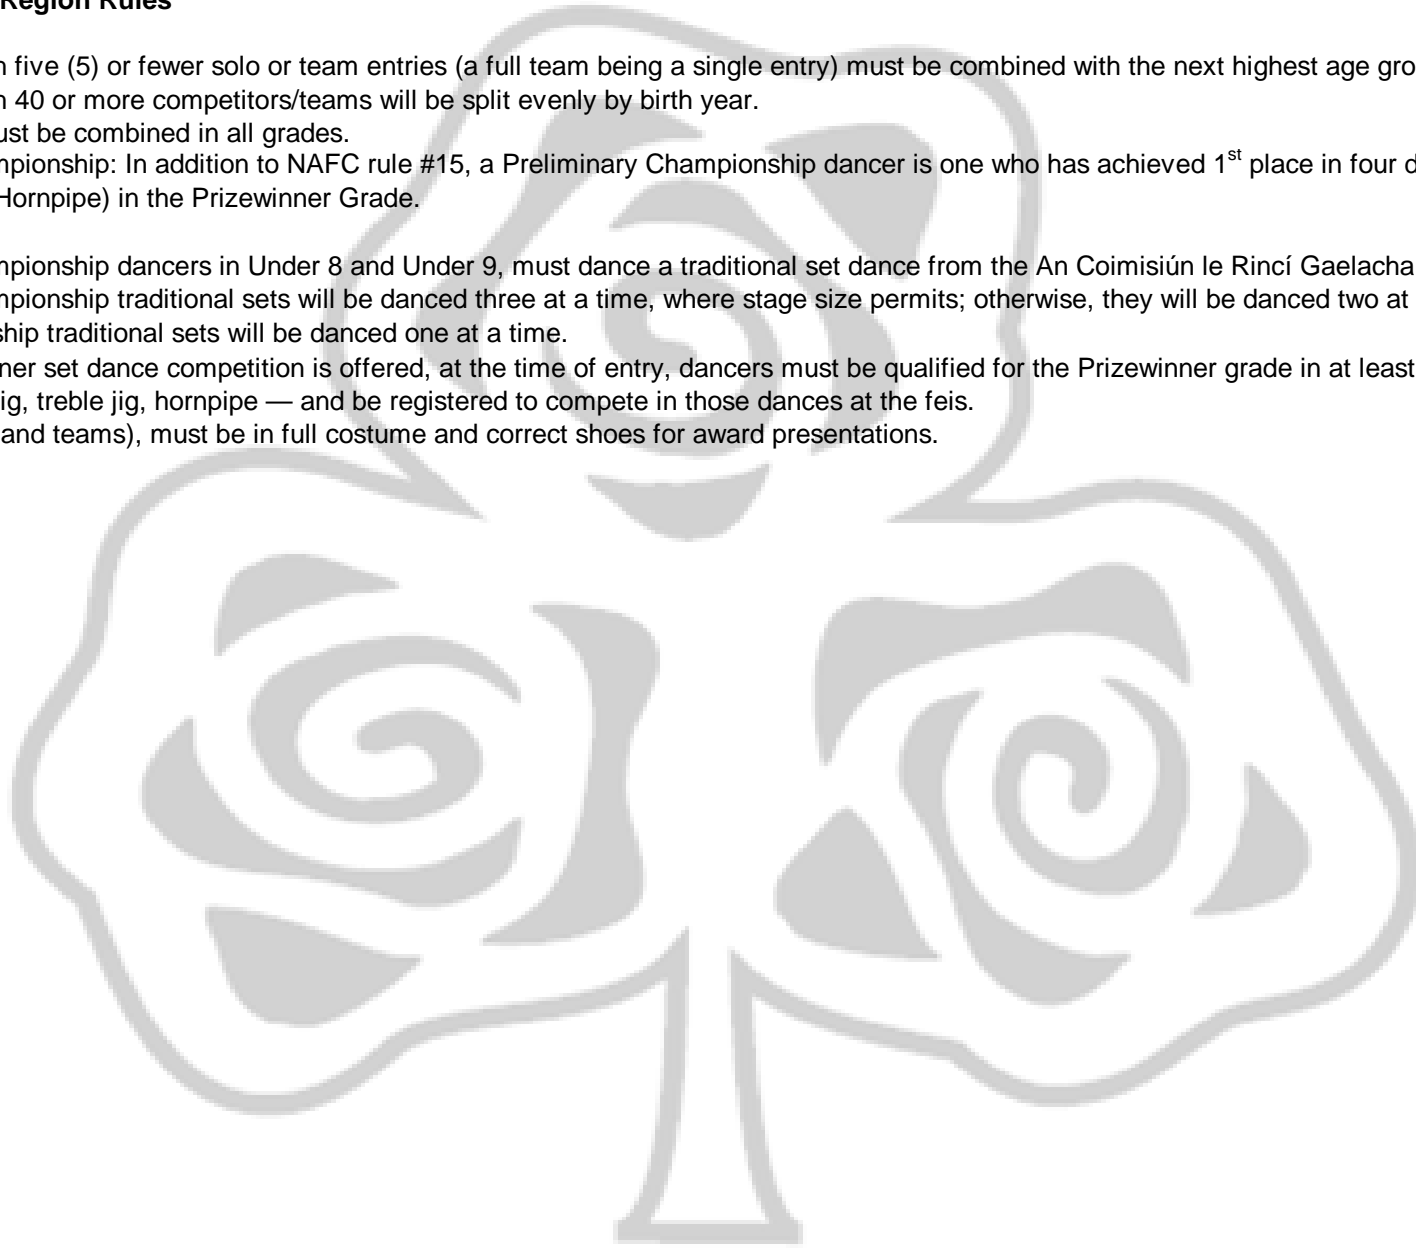 Region Rules
n five (5) or fewer solo or team entries (a full team being a single entry) must be combined with the next highest age gro
n 40 or more competitors/teams will be split evenly by birth year.
ust be combined in all grades.
mpionship: In addition to NAFC rule #15, a Preliminary Championship dancer is one who has achieved 1st place in four d
Hornpipe) in the Prizewinner Grade.
mpionship dancers in Under 8 and Under 9, must dance a traditional set dance from the An Coimisiún le Rincí Gaelacha
mpionship traditional sets will be danced three at a time, where stage size permits; otherwise, they will be danced two at
ship traditional sets will be danced one at a time.
ner set dance competition is offered, at the time of entry, dancers must be qualified for the Prizewinner grade in at least
ig, treble jig, hornpipe — and be registered to compete in those dances at the feis.
and teams), must be in full costume and correct shoes for award presentations.